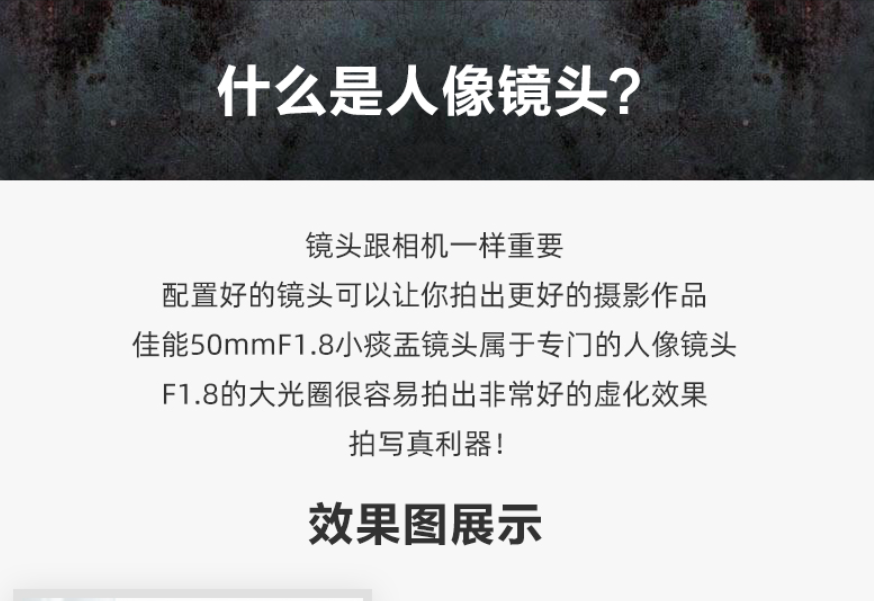 什么是人像镜头？
镜头跟相机一样重要
配置好的镜头可以让你拍出更好的摄影作品
佳能50mmF1.8小痰盂镜头属于专门的人像镜头
F1.8的大光圈很容易拍出非常好的虚化效果
拍写真利器！
效果图展示